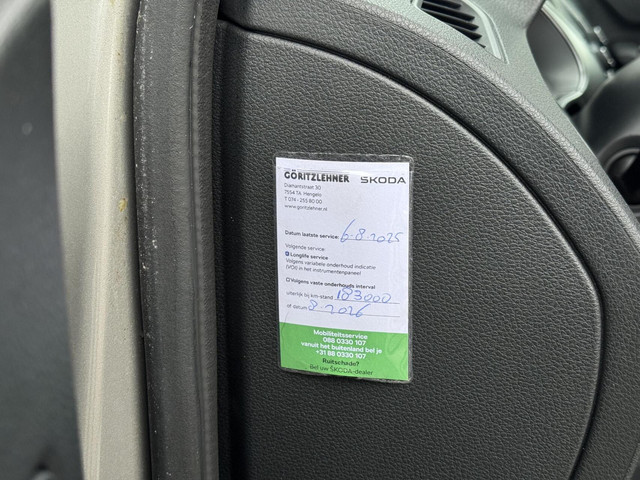 GÖRITZLEHNER ŠKODA
Diamantstraat 30
7554 TA Hengelo
T 074 - 255 80 00
www.goritzlehner.nl
Datum laatste service: 6-8-2025
Volgende service:
Longlife service
Volgens variabele onderhoud indicatie
(VOI) in het instrumentenpaneel
Volgens vaste onderhouds interval
uiterlijk bij km-stand 183000
of datum 8-2026
Mobiliteitsservice
088 0330 107
vanuit het buitenland bel je
+31 88 0330 107
Ruitschade?
Bel uw ŠKODA-dealer